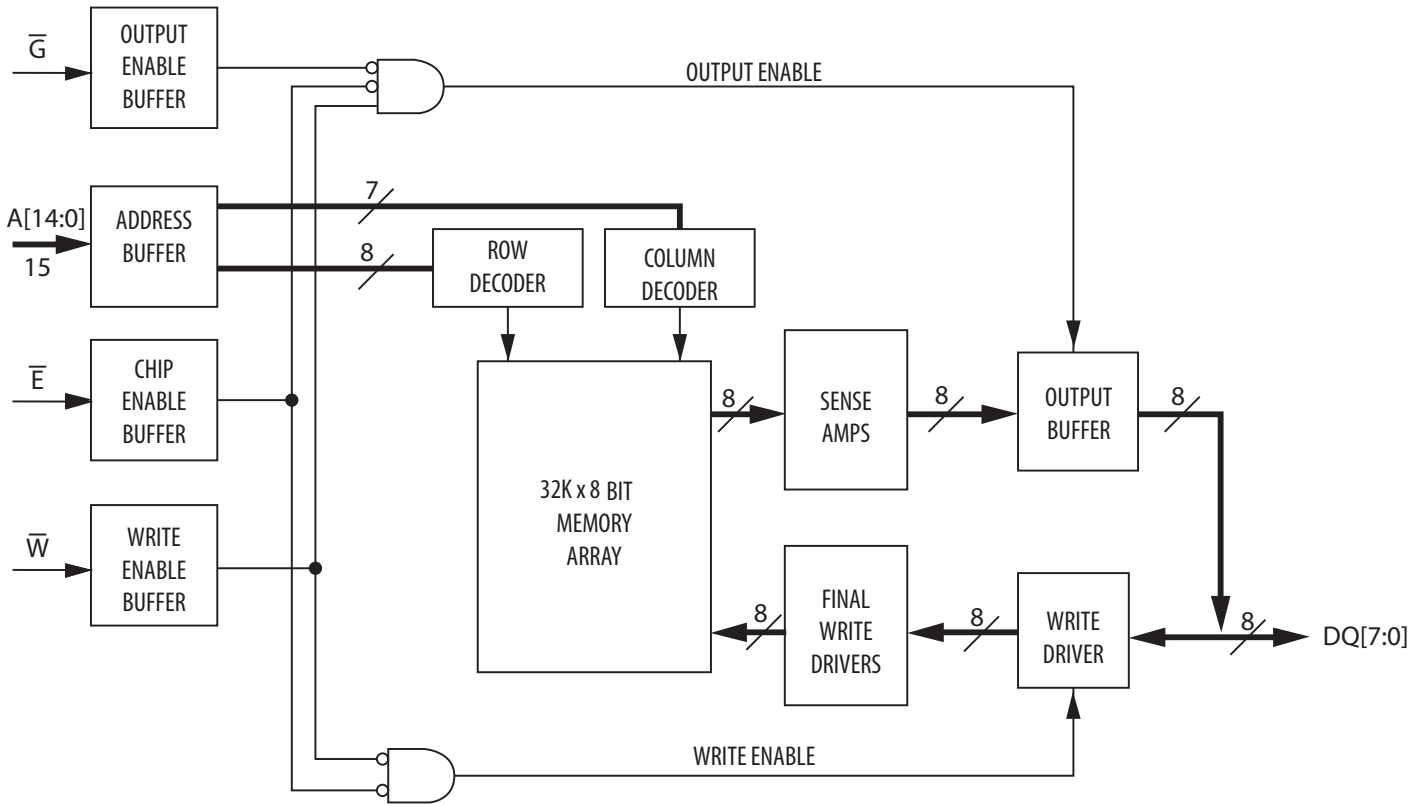 G̅
OUTPUT
ENABLE
BUFFER
OUTPUT ENABLE
A[14:0]
15
ADDRESS
BUFFER
7
8
ROW
DECODER
COLUMN
DECODER
E̅
CHIP
ENABLE
BUFFER
W̅
WRITE
ENABLE
BUFFER
32K x 8 BIT
MEMORY
ARRAY
8
SENSE
AMPS
8
OUTPUT
BUFFER
8
8
FINAL
WRITE
DRIVERS
8
WRITE
DRIVER
8
DQ[7:0]
WRITE ENABLE